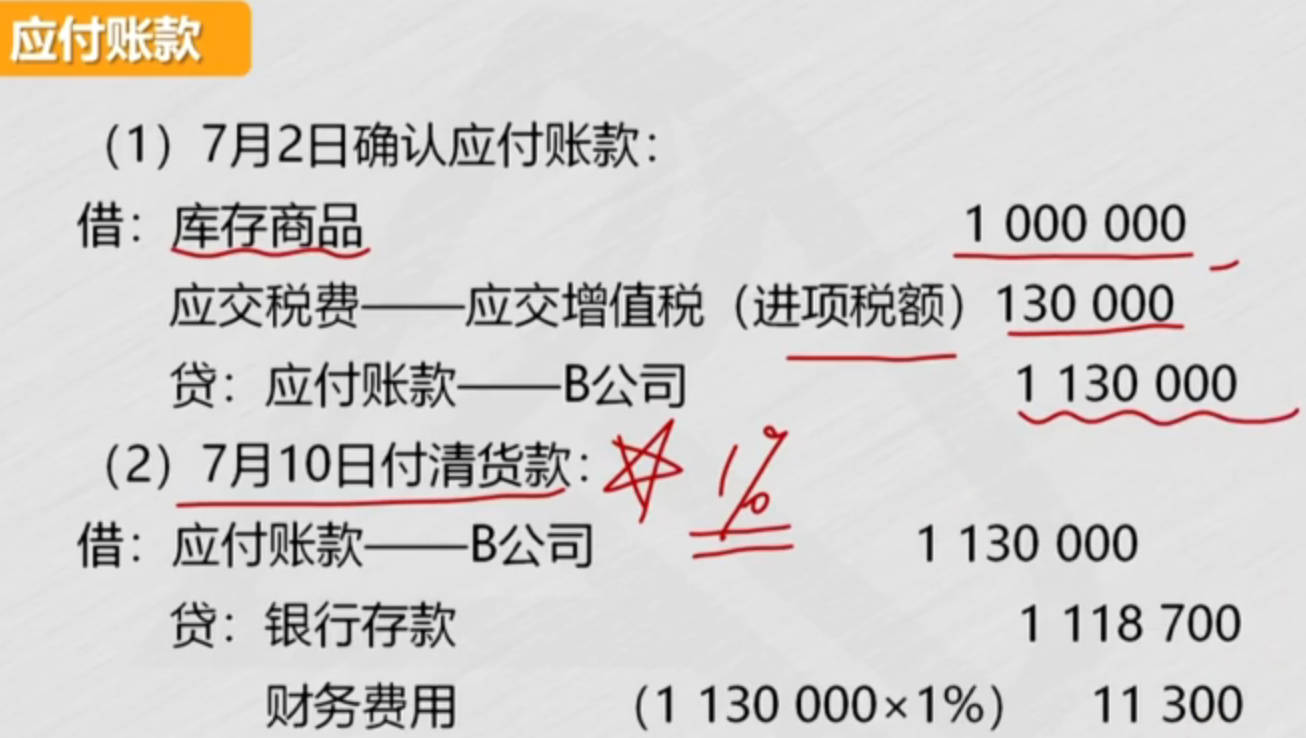 应付账款
（1）7月2日确认应付账款：
借：库存商品 1 000 000
应交税费——应交增值税（进项税额）130 000
贷：应付账款——B公司 1 130 000
（2）7月10日付清货款： 1%
借：应付账款——B公司 1 130 000
贷：银行存款 1 118 700
财务费用 （1 130 000×1%） 11 300